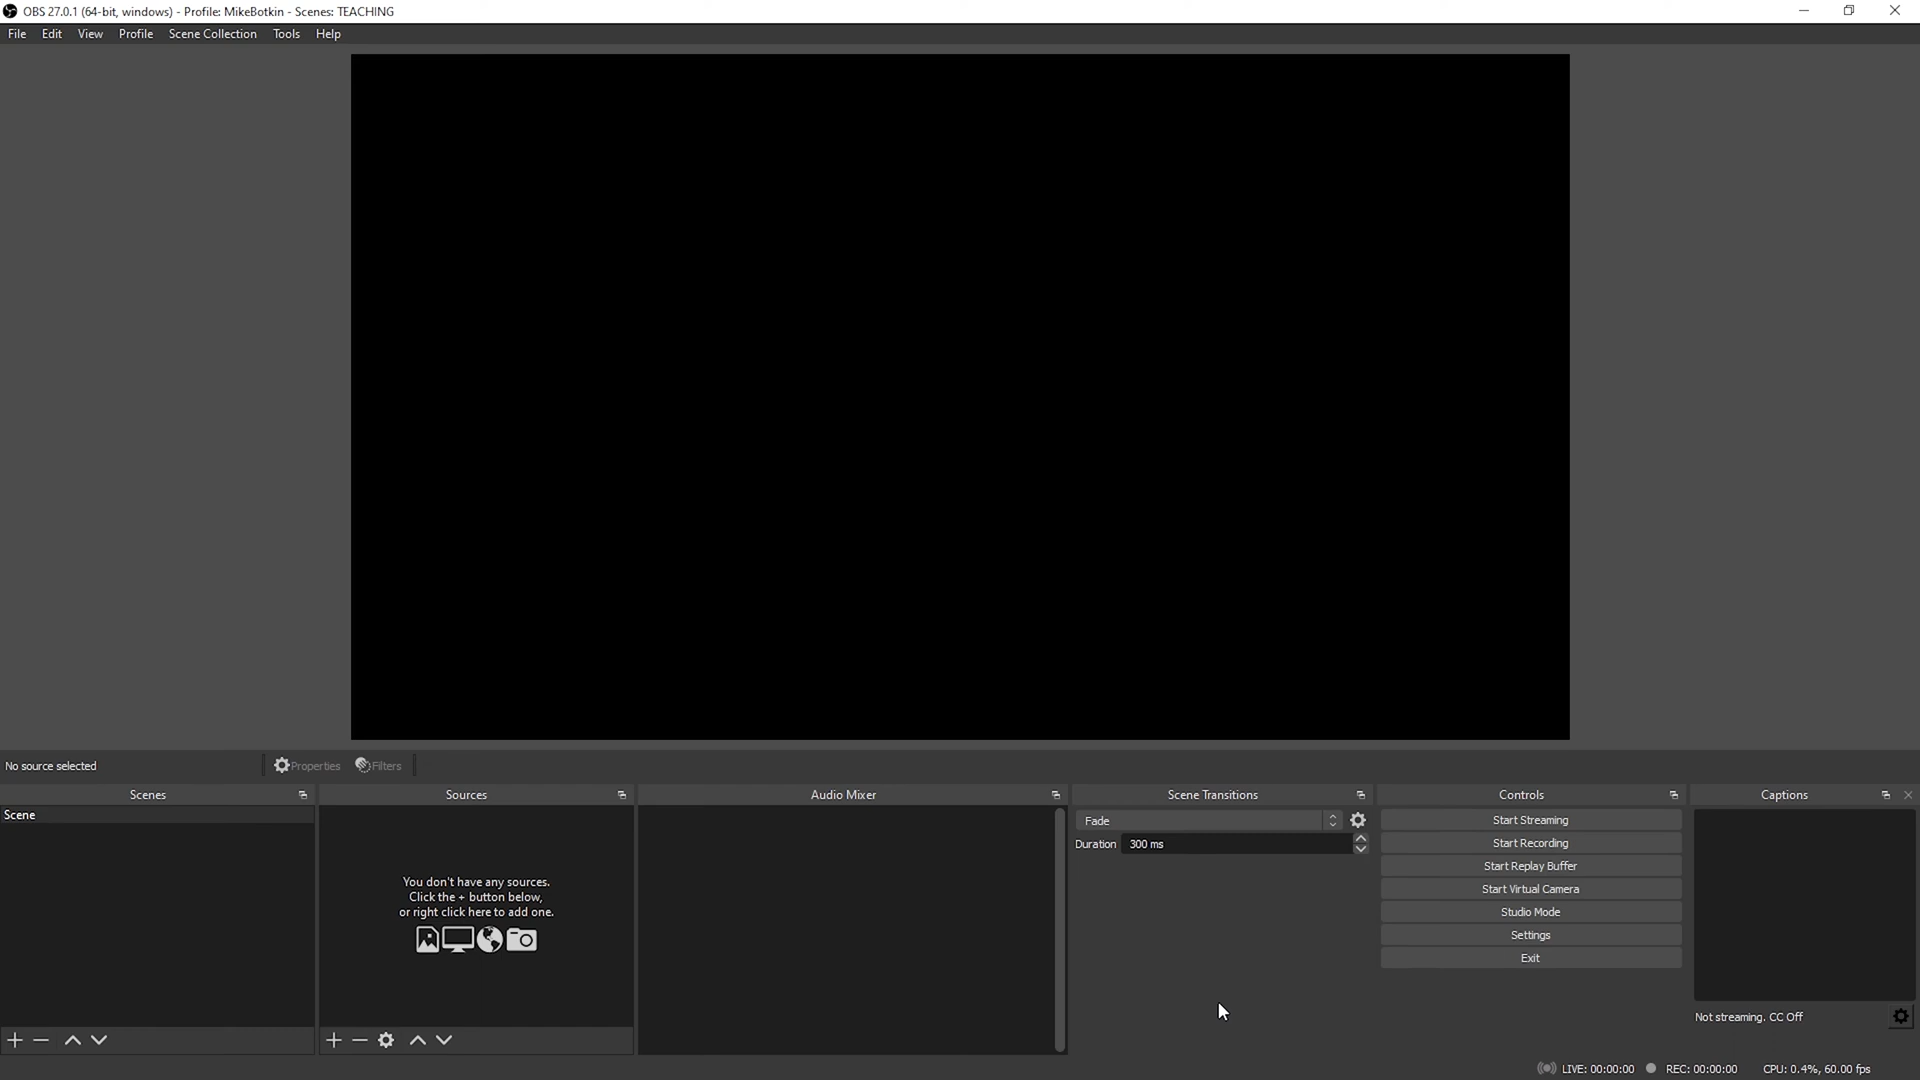 OBS 27.0.1 (64-bit, windows) - Profile: MikeBotkin - Scenes: TEACHING
File Edit View Profile Scene Collection Tools Help
No source selected Properties Filters
Scenes Sources Audio Mixer Scene Transitions Controls Captions
Scene
You don't have any sources.
Click the + button below,
or right click here to add one.
Fade
Duration 300 ms
Start Streaming
Start Recording
Start Replay Buffer
Start Virtual Camera
Studio Mode
Settings
Exit
Not streaming. CC Off
LIVE: 00:00:00 REC: 00:00:00 CPU: 0.4%, 60.00 fps